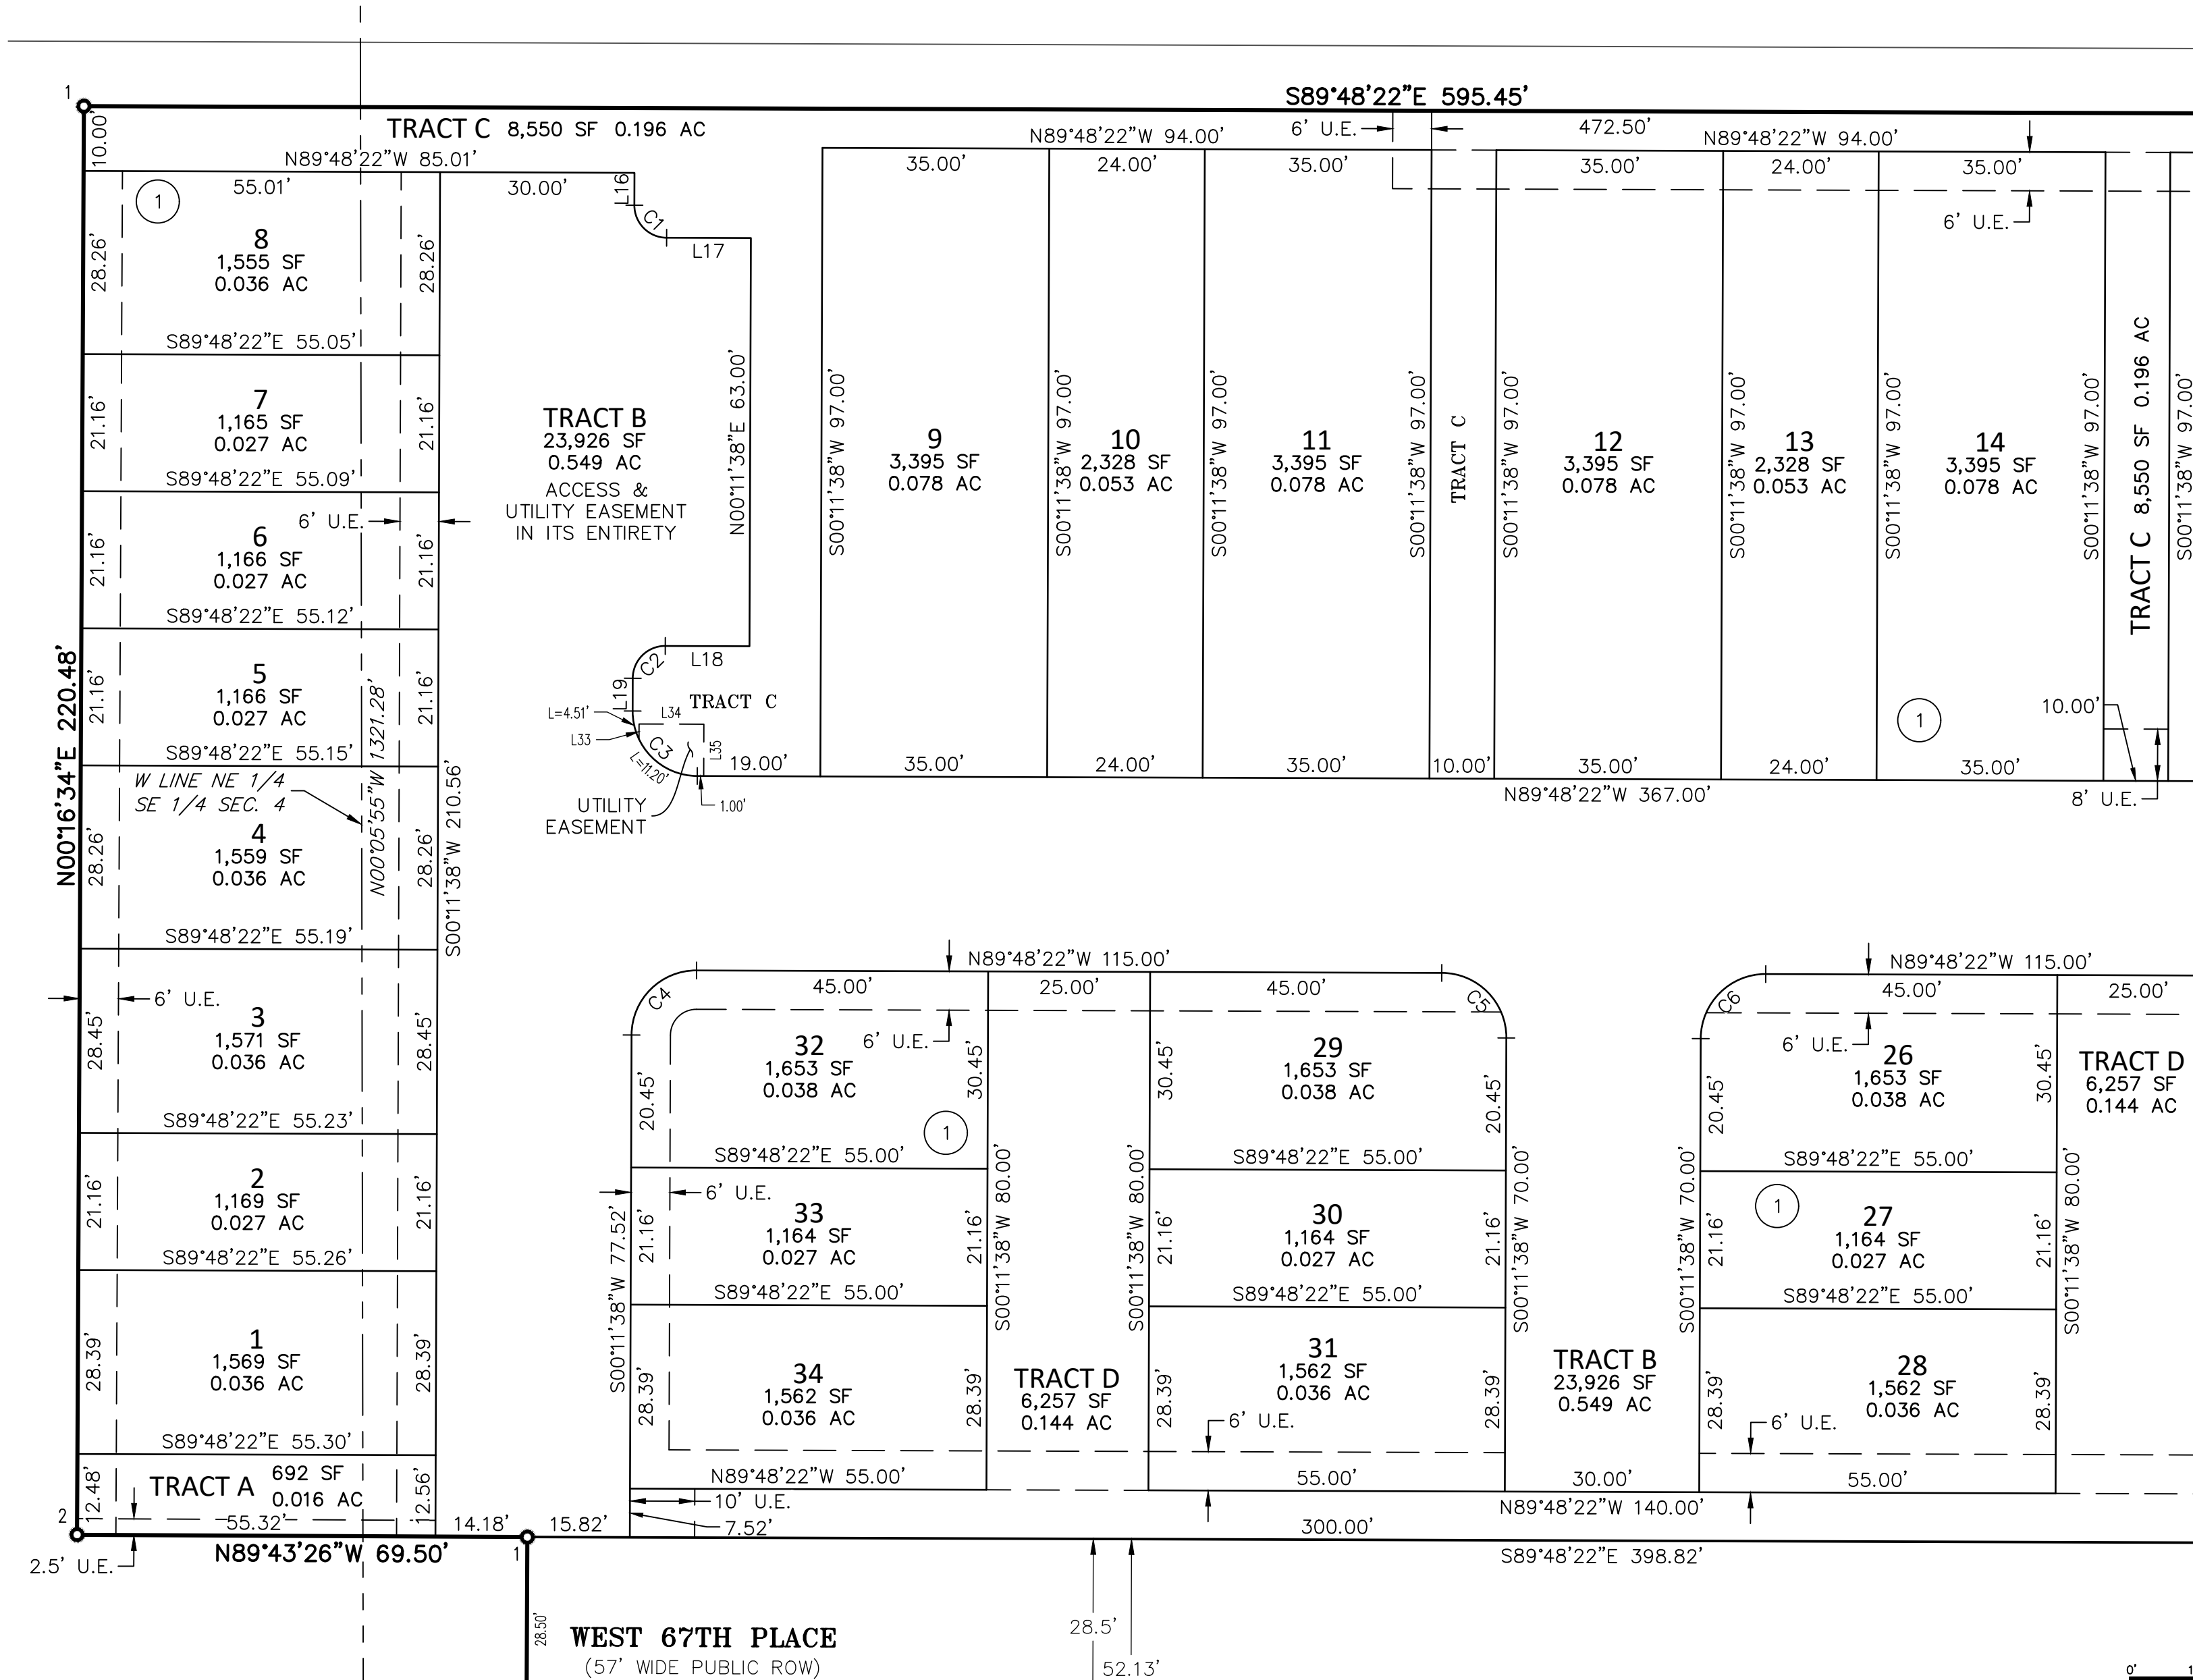 S89°48'22"E 595.45'
1
TRACT C 8,550 SF 0.196 AC
10.00'
N89°48'22"W 85.01'
N89°48'22"W 94.00'
6' U.E.
472.50'
N89°48'22"W 94.00'
55.01'
30.00'
L16
C1
L17
35.00'
24.00'
35.00'
35.00'
24.00'
35.00'
6' U.E.
1
8
1,555 SF
0.036 AC
28.26'
28.26'
S89°48'22"E 55.05'
7
1,165 SF
0.027 AC
21.16'
21.16'
S89°48'22"E 55.09'
6' U.E.
6
1,166 SF
0.027 AC
21.16'
21.16'
S89°48'22"E 55.12'
5
1,166 SF
0.027 AC
21.16'
21.16'
S89°48'22"E 55.15'
W LINE NE 1/4
SE 1/4 SEC. 4
N00°05'55"W 1321.28'
N00°16'34"E 220.48'
S00°11'38"W 210.56'
4
1,559 SF
0.036 AC
28.26'
28.26'
S89°48'22"E 55.19'
6' U.E.
3
1,571 SF
0.036 AC
28.45'
28.45'
S89°48'22"E 55.23'
2
1,169 SF
0.027 AC
21.16'
21.16'
S89°48'22"E 55.26'
1
1,569 SF
0.036 AC
28.39'
28.39'
S89°48'22"E 55.30'
TRACT A 692 SF
0.016 AC
12.48'
12.56'
55.32'
2
2.5' U.E.
N89°43'26"W 69.50'
14.18'
15.82'
1
TRACT B
23,926 SF
0.549 AC
ACCESS &
UTILITY EASEMENT
IN ITS ENTIRETY
N00°11'38"E 63.00'
C2
L18
L19
TRACT C
L=4.51'
L34
L33
C3
L35
L=11.20'
19.00'
1.00'
UTILITY
EASEMENT
S00°11'38"W 97.00'
9
3,395 SF
0.078 AC
S00°11'38"W 97.00'
10
2,328 SF
0.053 AC
S00°11'38"W 97.00'
11
3,395 SF
0.078 AC
S00°11'38"W 97.00'
TRACT C
S00°11'38"W 97.00'
12
3,395 SF
0.078 AC
S00°11'38"W 97.00'
13
2,328 SF
0.053 AC
S00°11'38"W 97.00'
14
3,395 SF
0.078 AC
S00°11'38"W 97.00'
TRACT C 8,550 SF 0.196 AC
S00°11'38"W 97.00'
1
10.00'
35.00'
24.00'
35.00'
10.00'
35.00'
24.00'
35.00'
N89°48'22"W 367.00'
8' U.E.
N89°48'22"W 115.00'
N89°48'22"W 115.00'
C4
45.00'
25.00'
45.00'
C5
C6
45.00'
25.00'
6' U.E.
6' U.E.
32
1,653 SF
0.038 AC
20.45'
30.45'
1
S89°48'22"E 55.00'
6' U.E.
33
1,164 SF
0.027 AC
21.16'
21.16'
S89°48'22"E 55.00'
S00°11'38"W 77.52'
34
1,562 SF
0.036 AC
28.39'
28.39'
N89°48'22"W 55.00'
10' U.E.
7.52'
S00°11'38"W 80.00'
TRACT D
6,257 SF
0.144 AC
S00°11'38"W 80.00'
29
1,653 SF
0.038 AC
30.45'
20.45'
S89°48'22"E 55.00'
30
1,164 SF
0.027 AC
21.16'
21.16'
S89°48'22"E 55.00'
31
1,562 SF
0.036 AC
28.39'
28.39'
6' U.E.
55.00'
S00°11'38"W 70.00'
TRACT B
23,926 SF
0.549 AC
30.00'
S00°11'38"W 70.00'
26
1,653 SF
0.038 AC
20.45'
30.45'
S89°48'22"E 55.00'
1
27
1,164 SF
0.027 AC
21.16'
21.16'
S89°48'22"E 55.00'
28
1,562 SF
0.036 AC
28.39'
28.39'
6' U.E.
55.00'
S00°11'38"W 80.00'
TRACT D
6,257 SF
0.144 AC
N89°48'22"W 140.00'
300.00'
S89°48'22"E 398.82'
28.50'
WEST 67TH PLACE
(57' WIDE PUBLIC ROW)
28.5'
52.13'
0'